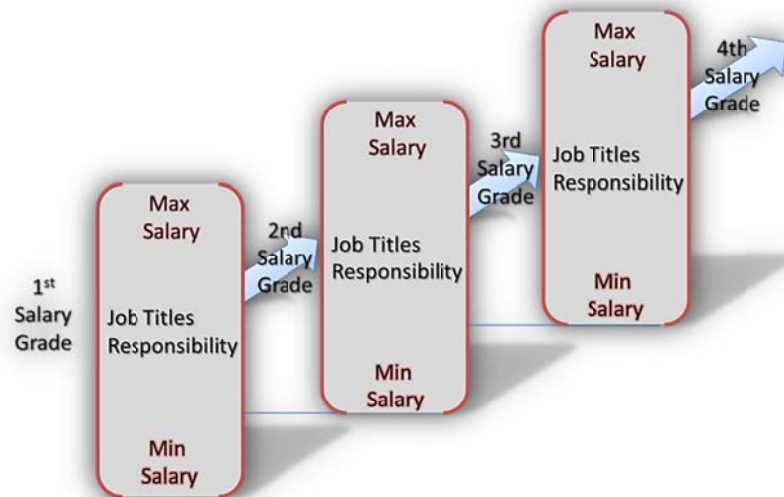 1st
Salary
Grade
Max
Salary
Job Titles
Responsibility
Min
Salary
2nd
Salary
Grade
Max
Salary
Job Titles
Responsibility
Min
Salary
3rd
Salary
Grade
Max
Salary
Job Titles
Responsibility
Min
Salary
4th
Salary
Grade